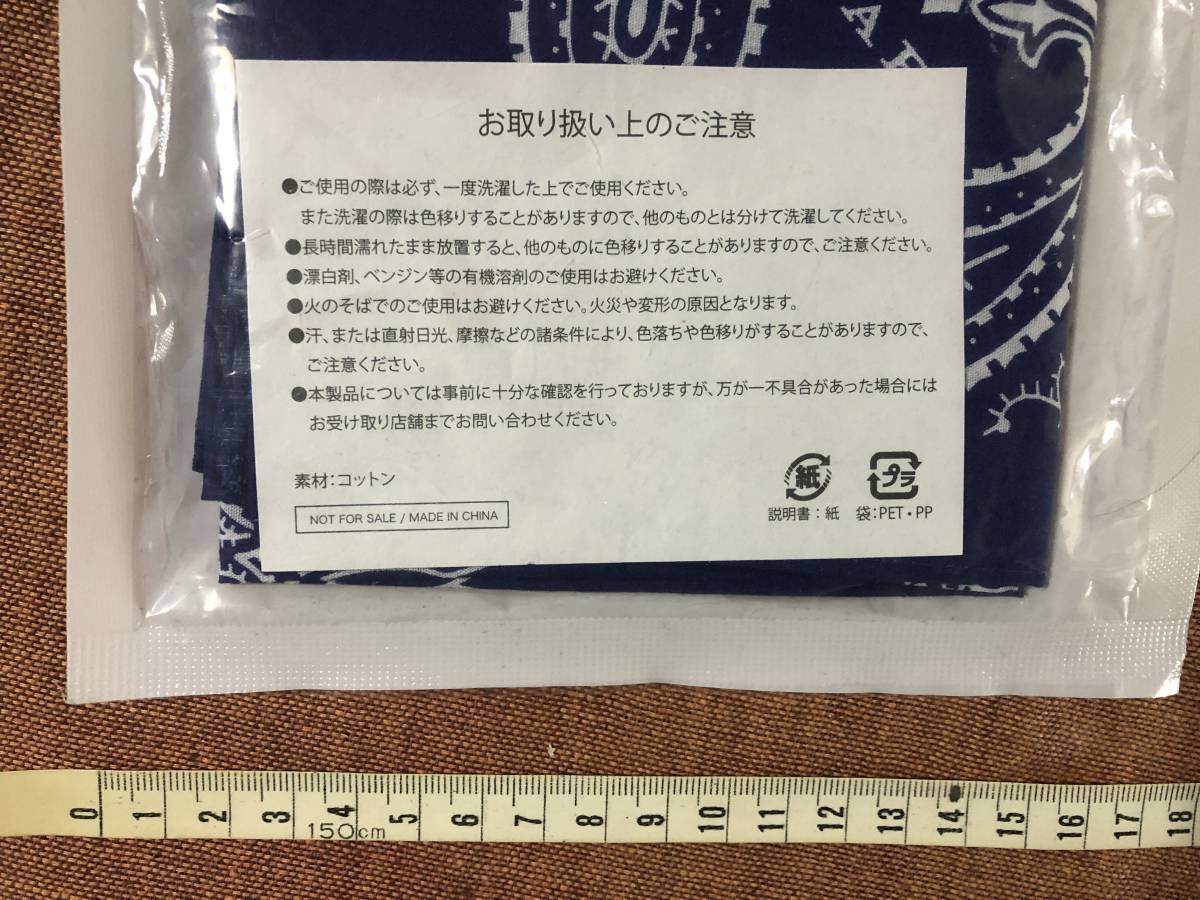 お取り扱い上のご注意
●ご使用の際は必ず、一度洗濯した上でご使用ください。
また洗濯の際は色移りすることがありますので、他のものとは分けて洗濯してください。
●長時間濡れたまま放置すると、他のものに色移りすることがありますので、ご注意ください。
●漂白剤、ベンジン等の有機溶剤のご使用はお避けください。
●火のそばでのご使用はお避けください。火災や変形の原因となります。
●汗、または直射日光、摩擦などの諸条件により、色落ちや色移りがすることがありますので、
ご注意ください。
●本製品については事前に十分な確認を行っておりますが、万が一不具合があった場合には
お受け取り店舗までお問い合わせください。
素材：コットン
NOT FOR SALE / MADE IN CHINA
紙 プラ
説明書：紙 袋：PET・PP
0 1 2 3 4 5 6 7 8 9 10 11 12 13 14 15 16 17 18
150cm